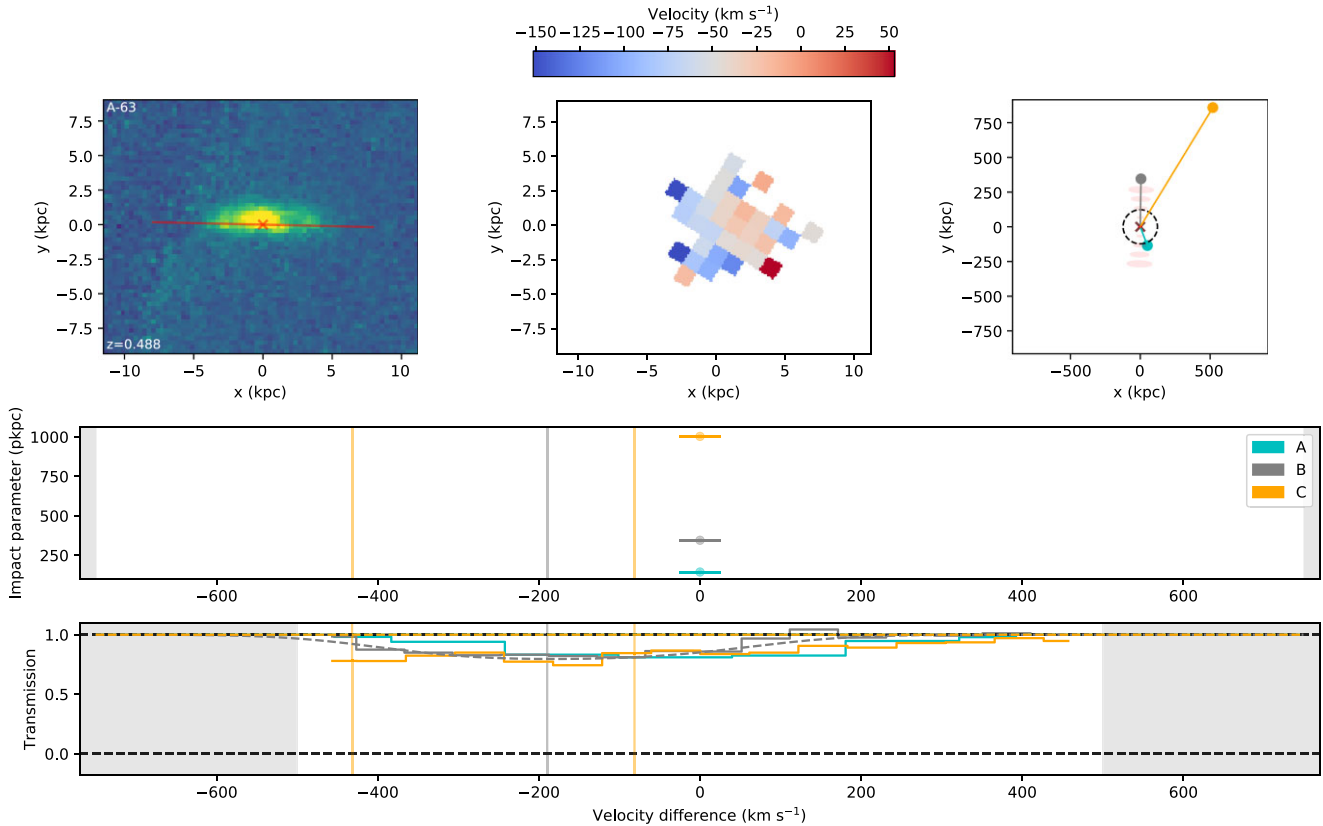 Velocity (km s⁻¹)
−150 −125 −100 −75 −50 −25 0 25 50
A-63
z=0.488
7.5
5.0
2.5
0.0
−2.5
−5.0
−7.5
y (kpc)
−10 −5 0 5 10
x (kpc)
7.5
5.0
2.5
0.0
−2.5
−5.0
−7.5
y (kpc)
−10 −5 0 5 10
x (kpc)
750
500
250
0
−250
−500
−750
y (kpc)
−500 0 500
x (kpc)
Impact parameter (pkpc)
1000
750
500
250
A
B
C
−600 −400 −200 0 200 400 600
Transmission
1.0
0.5
0.0
−600 −400 −200 0 200 400 600
Velocity difference (km s⁻¹)